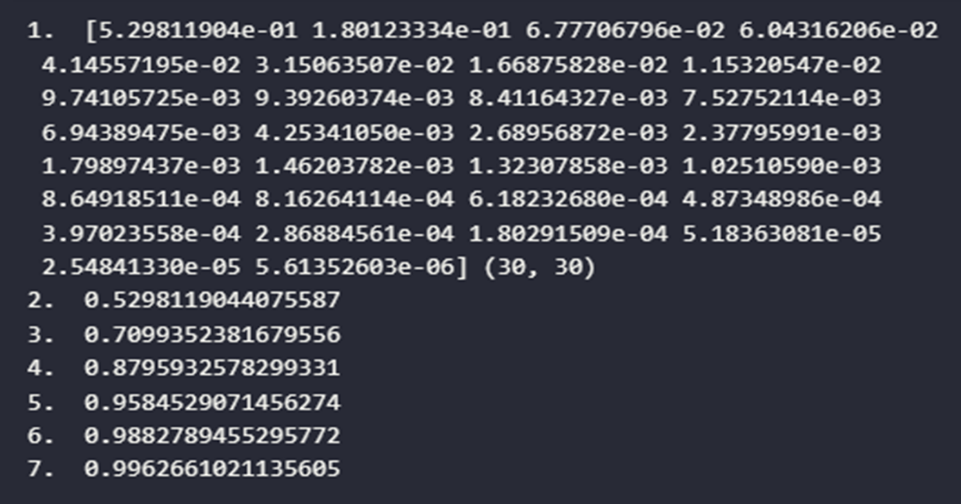 1.  [5.29811904e-01 1.80123334e-01 6.77706796e-02 6.04316206e-02
4.14557195e-02 3.15063507e-02 1.66875828e-02 1.15320547e-02
9.74105725e-03 9.39260374e-03 8.41164327e-03 7.52752114e-03
6.94389475e-03 4.25341050e-03 2.68956872e-03 2.37795991e-03
1.79897437e-03 1.46203782e-03 1.32307858e-03 1.02510590e-03
8.64918511e-04 8.16264114e-04 6.18232680e-04 4.87348986e-04
3.97023558e-04 2.86884561e-04 1.80291509e-04 5.18363081e-05
2.54841330e-05 5.61352603e-06] (30, 30)
2.  0.5298119044075587
3.  0.7099352381679556
4.  0.8795932578299331
5.  0.9584529071456274
6.  0.9882789455295772
7.  0.9962661021135605